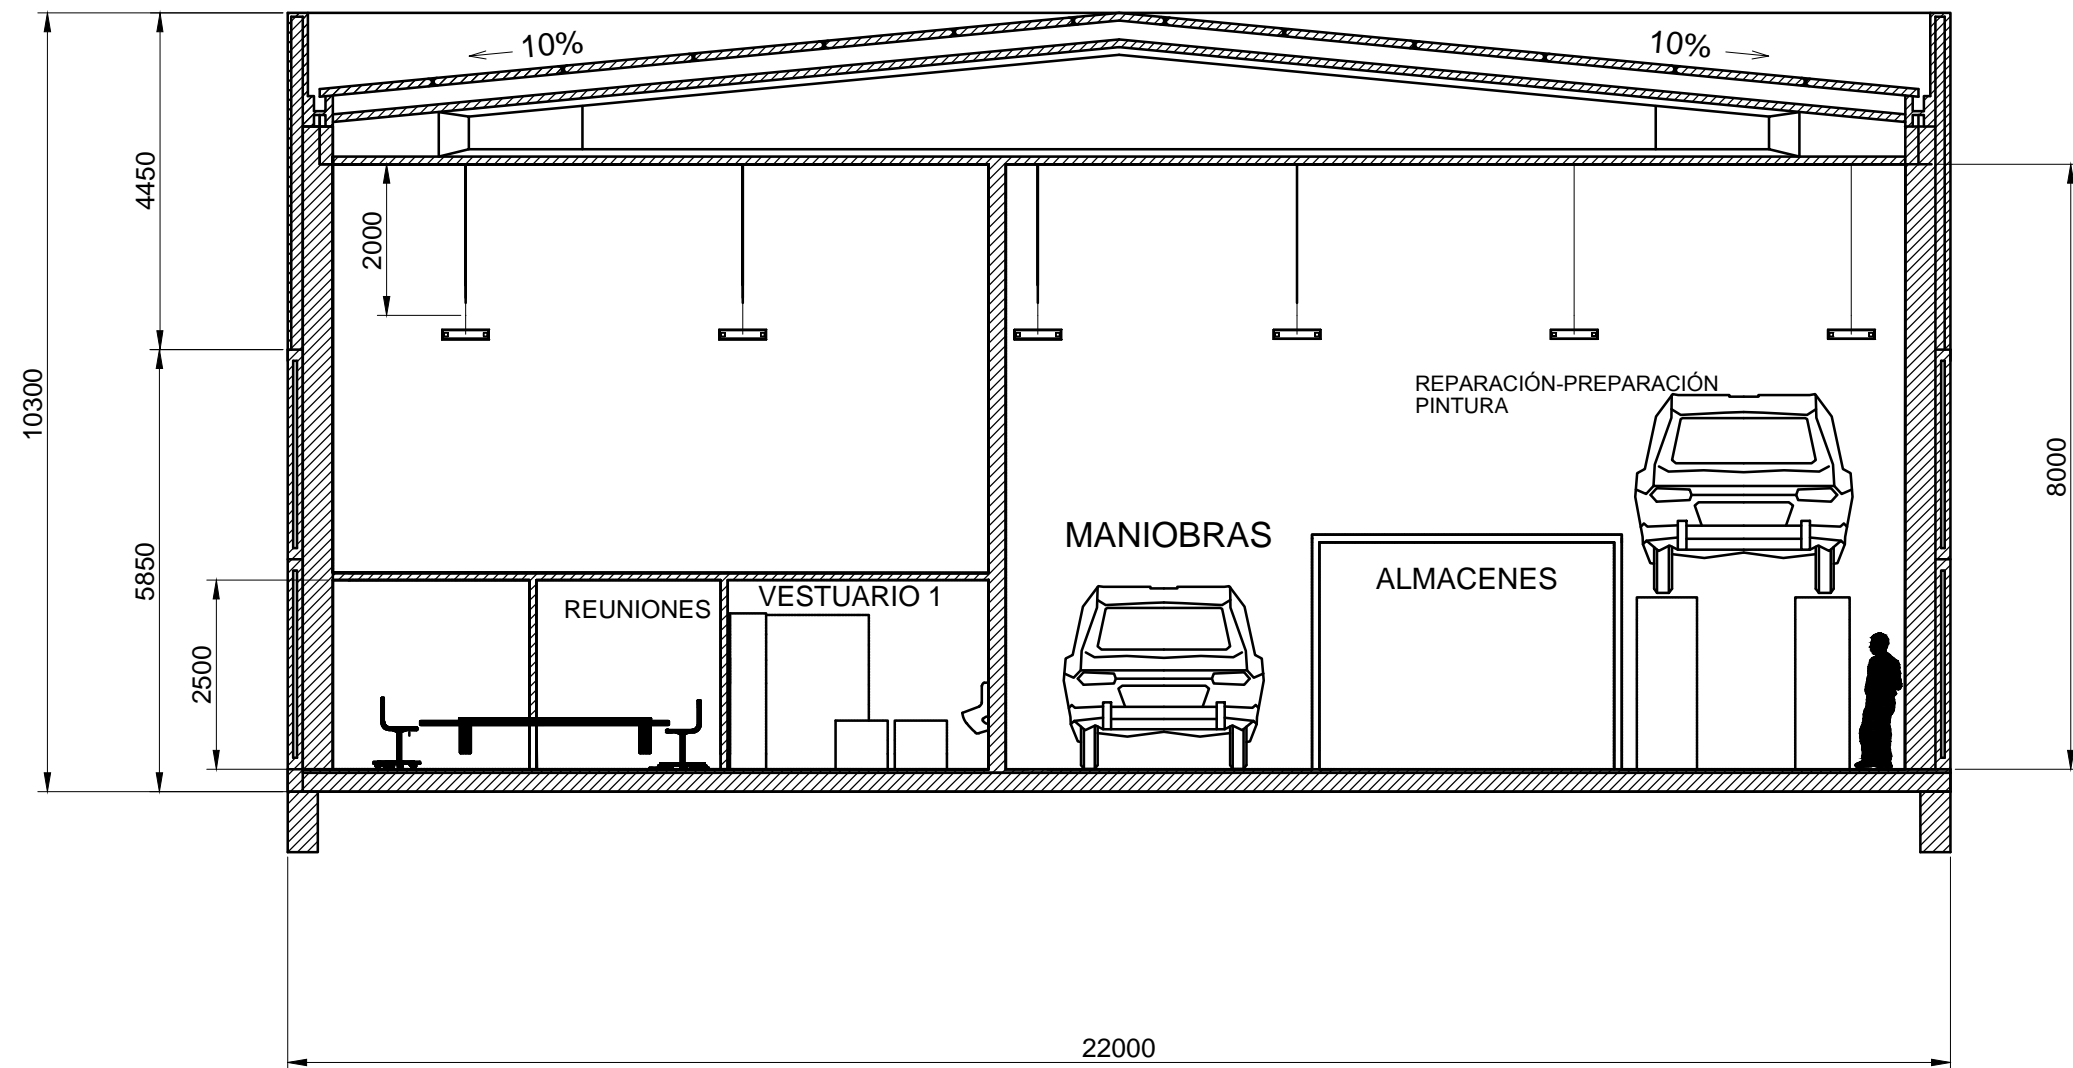 10%
10%
4450
2000
10300
8000
REPARACIÓN-PREPARACIÓN
PINTURA
MANIOBRAS
5850
ALMACENES
VESTUARIO 1
REUNIONES
2500
22000